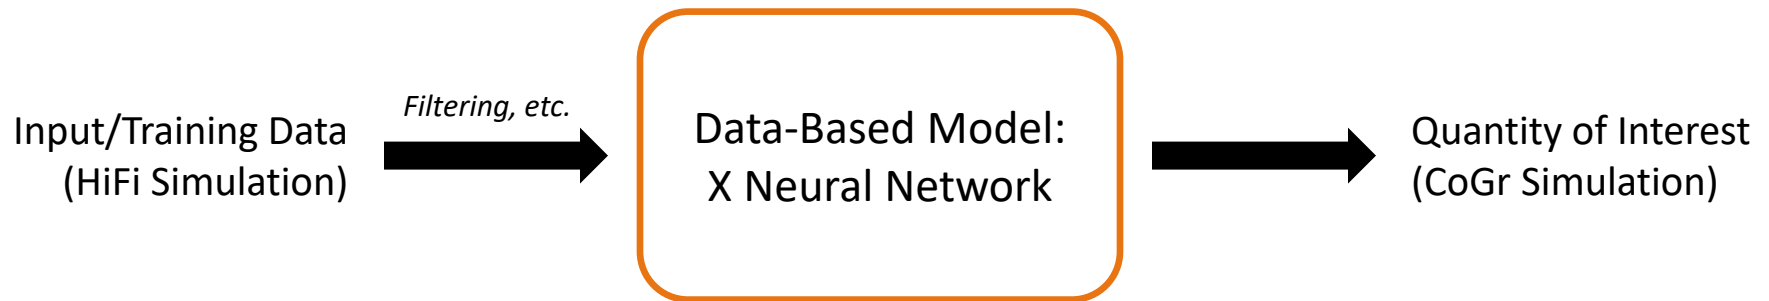 Input/Training Data
(HiFi Simulation)
Filtering, etc.
Data-Based Model:
X Neural Network
Quantity of Interest
(CoGr Simulation)